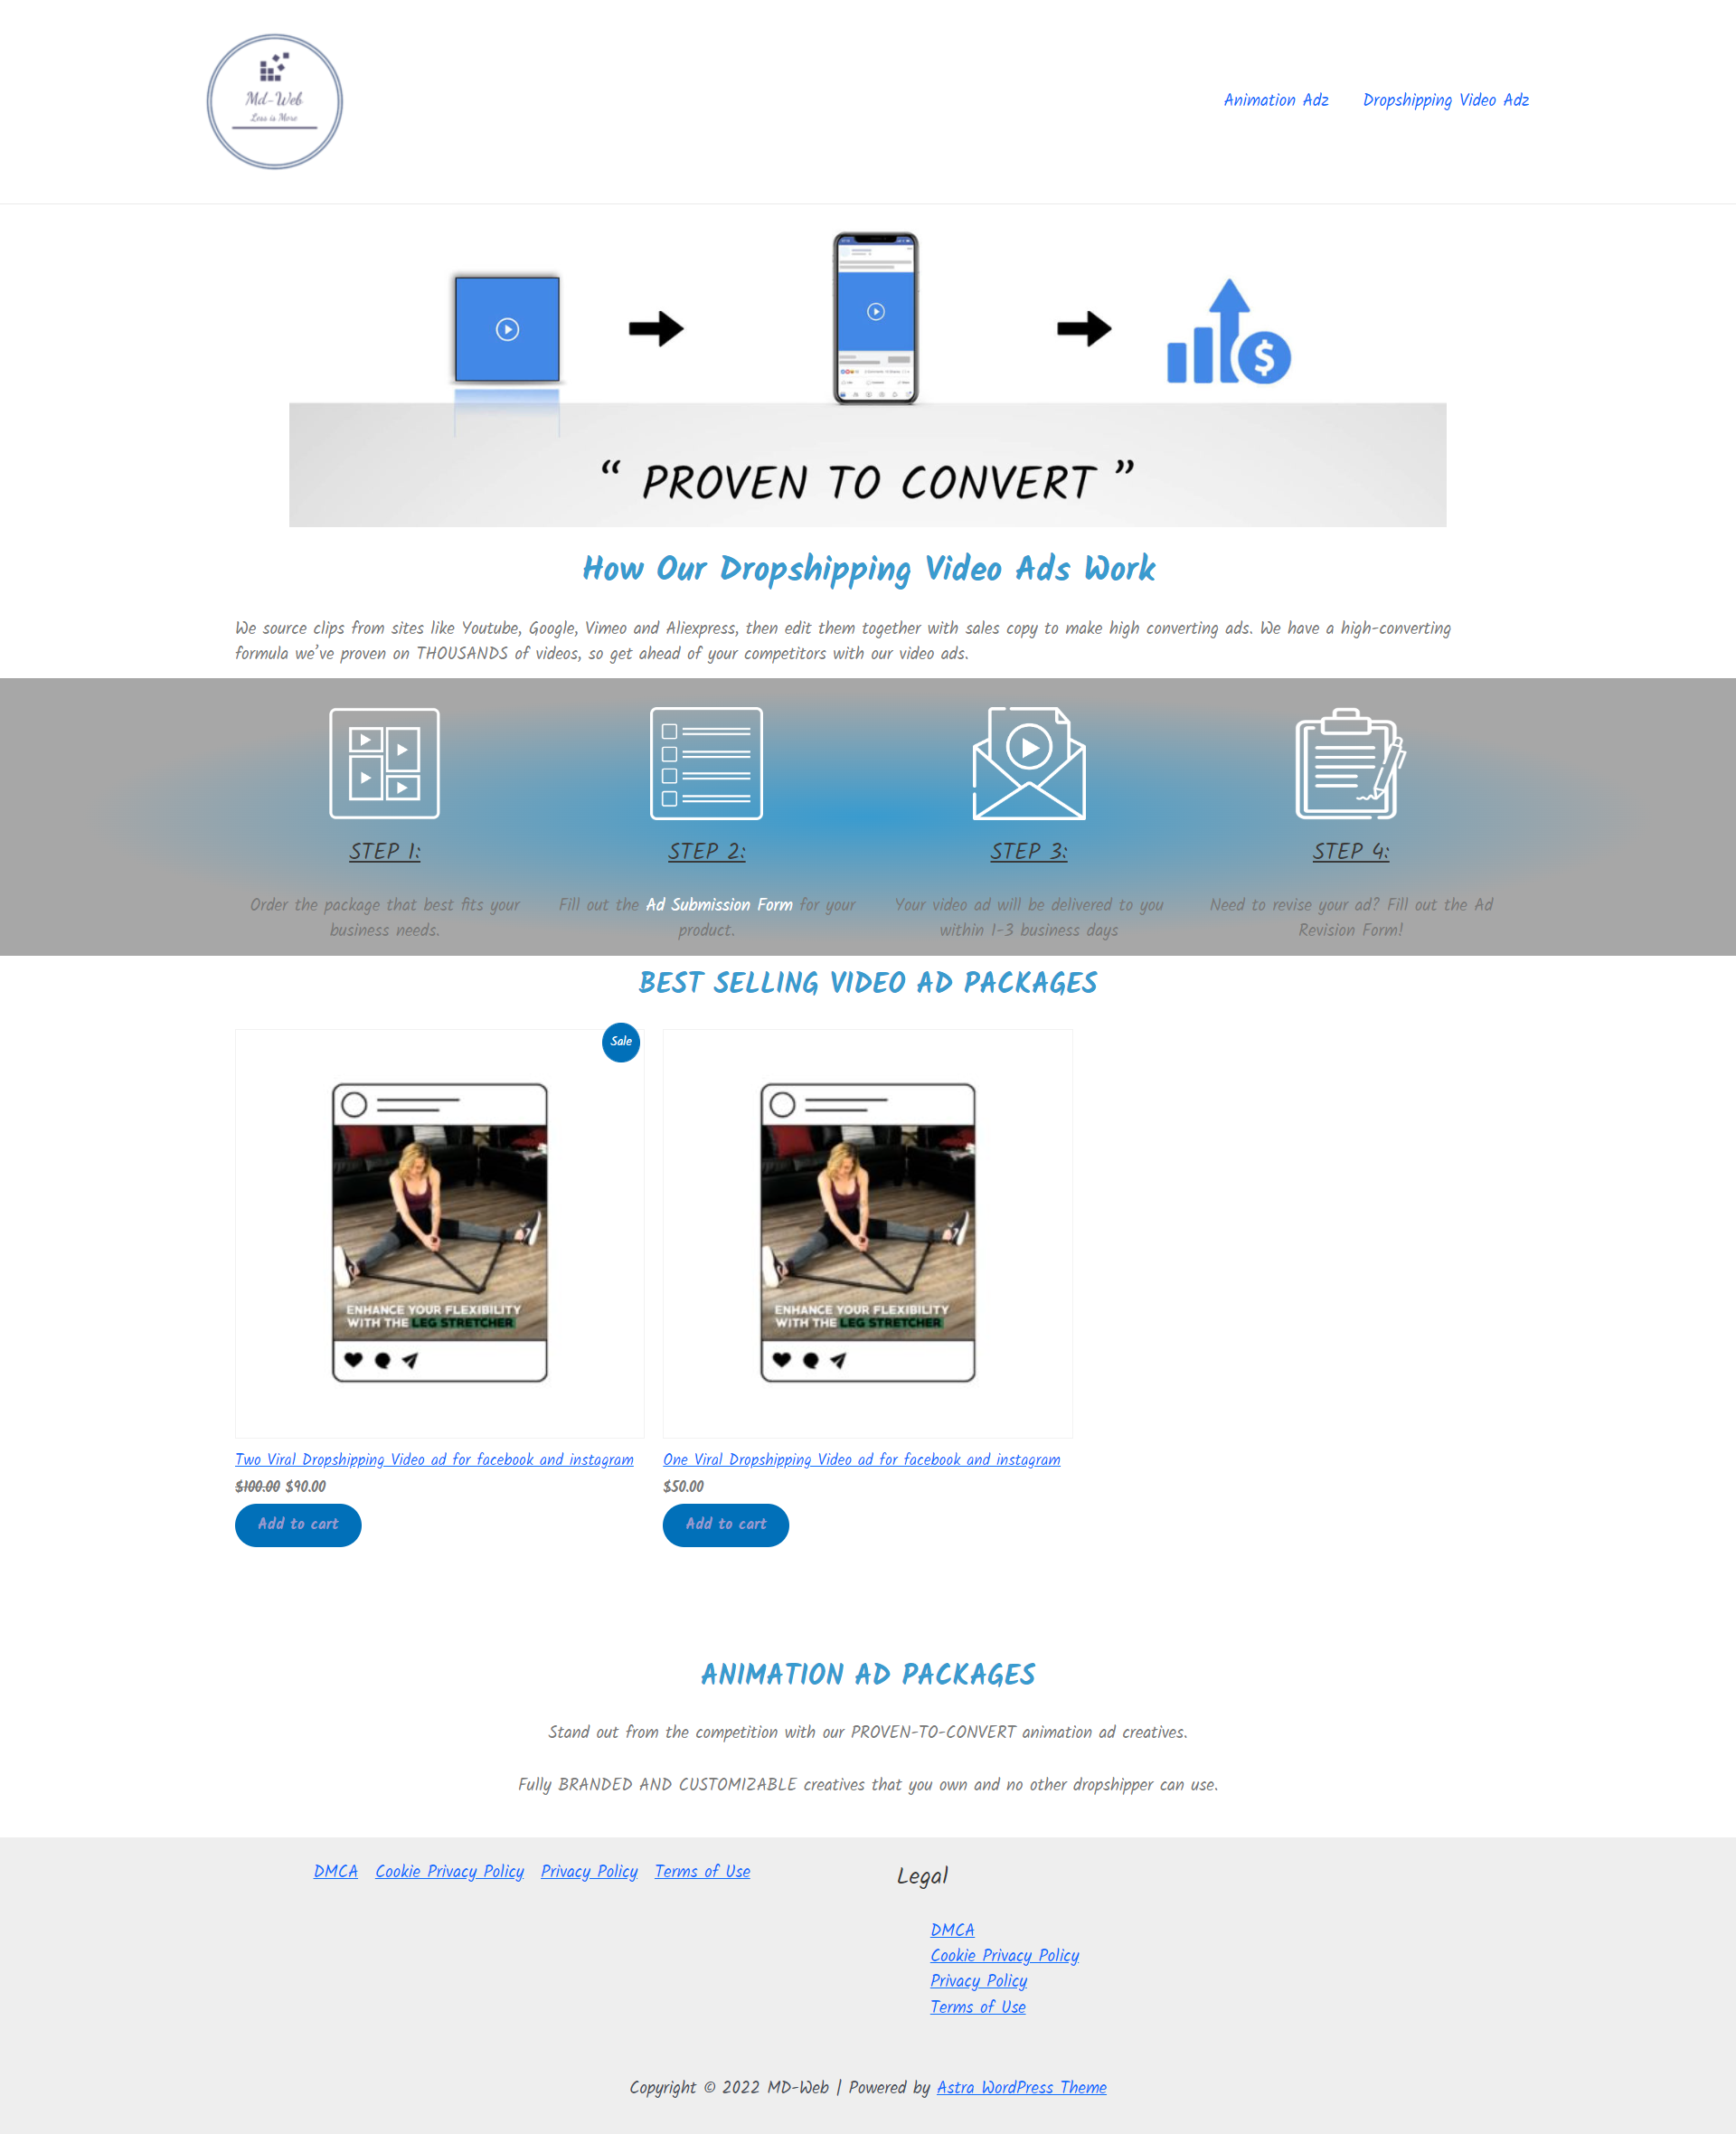 Md-Web
Less is More
Animation Adz
Dropshipping Video Adz
“ PROVEN TO CONVERT ”
How Our Dropshipping Video Ads Work
We source clips from sites like Youtube, Google, Vimeo and Aliexpress, then edit them together with sales copy to make high converting ads. We have a high-converting
formula we’ve proven on THOUSANDS of videos, so get ahead of your competitors with our video ads.
STEP 1:
Order the package that best fits your
business needs.
STEP 2:
Fill out the Ad Submission Form for your
product.
STEP 3:
Your video ad will be delivered to you
within 1-3 business days
STEP 4:
Need to revise your ad? Fill out the Ad
Revision Form!
BEST SELLING VIDEO AD PACKAGES
Sale
ENHANCE YOUR FLEXIBILITY
WITH THE LEG STRETCHER
Two Viral Dropshipping Video ad for facebook and instagram
$100.00 $90.00
Add to cart
ENHANCE YOUR FLEXIBILITY
WITH THE LEG STRETCHER
One Viral Dropshipping Video ad for facebook and instagram
$50.00
Add to cart
ANIMATION AD PACKAGES
Stand out from the competition with our PROVEN-TO-CONVERT animation ad creatives.
Fully BRANDED AND CUSTOMIZABLE creatives that you own and no other dropshipper can use.
DMCA Cookie Privacy Policy Privacy Policy Terms of Use
Legal
DMCA
Cookie Privacy Policy
Privacy Policy
Terms of Use
Copyright © 2022 MD-Web | Powered by Astra WordPress Theme